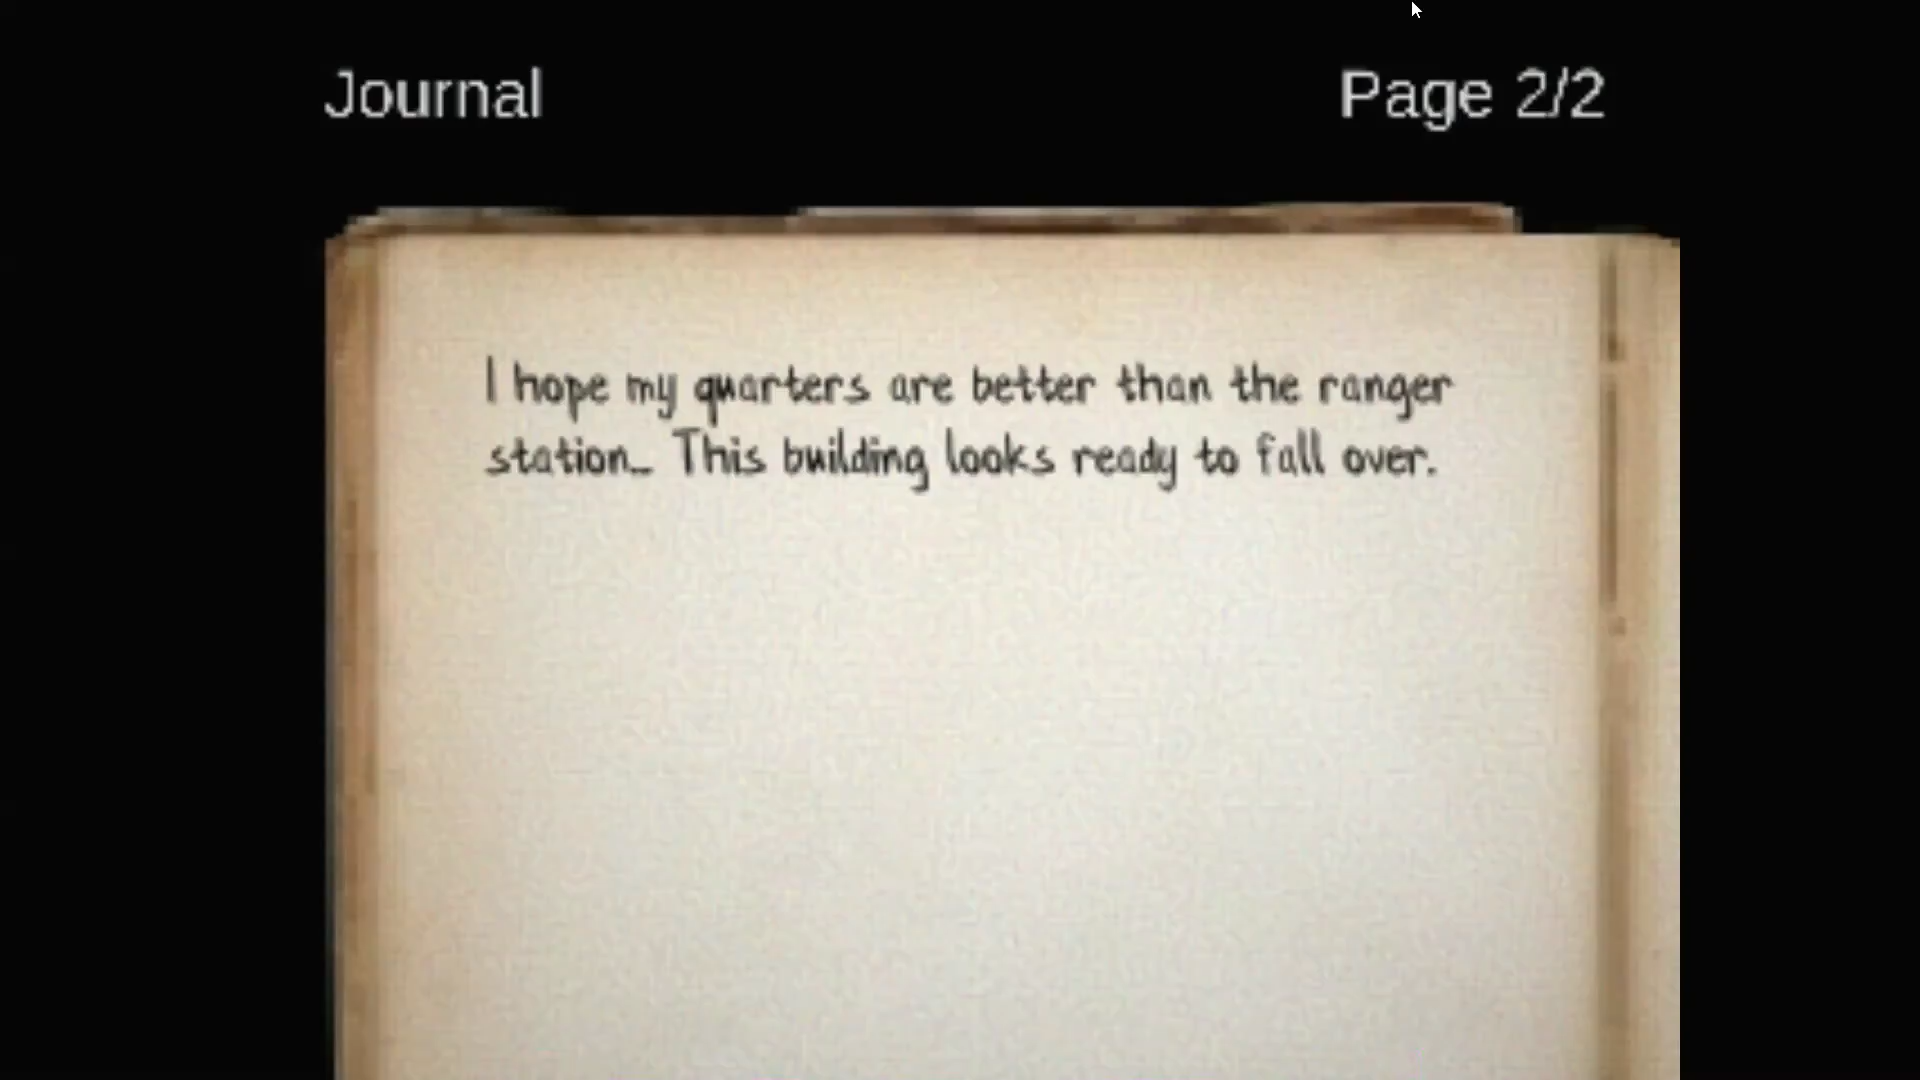 Journal
Page 2/2
I hope my quarters are better than the ranger
station... This building looks ready to fall over.